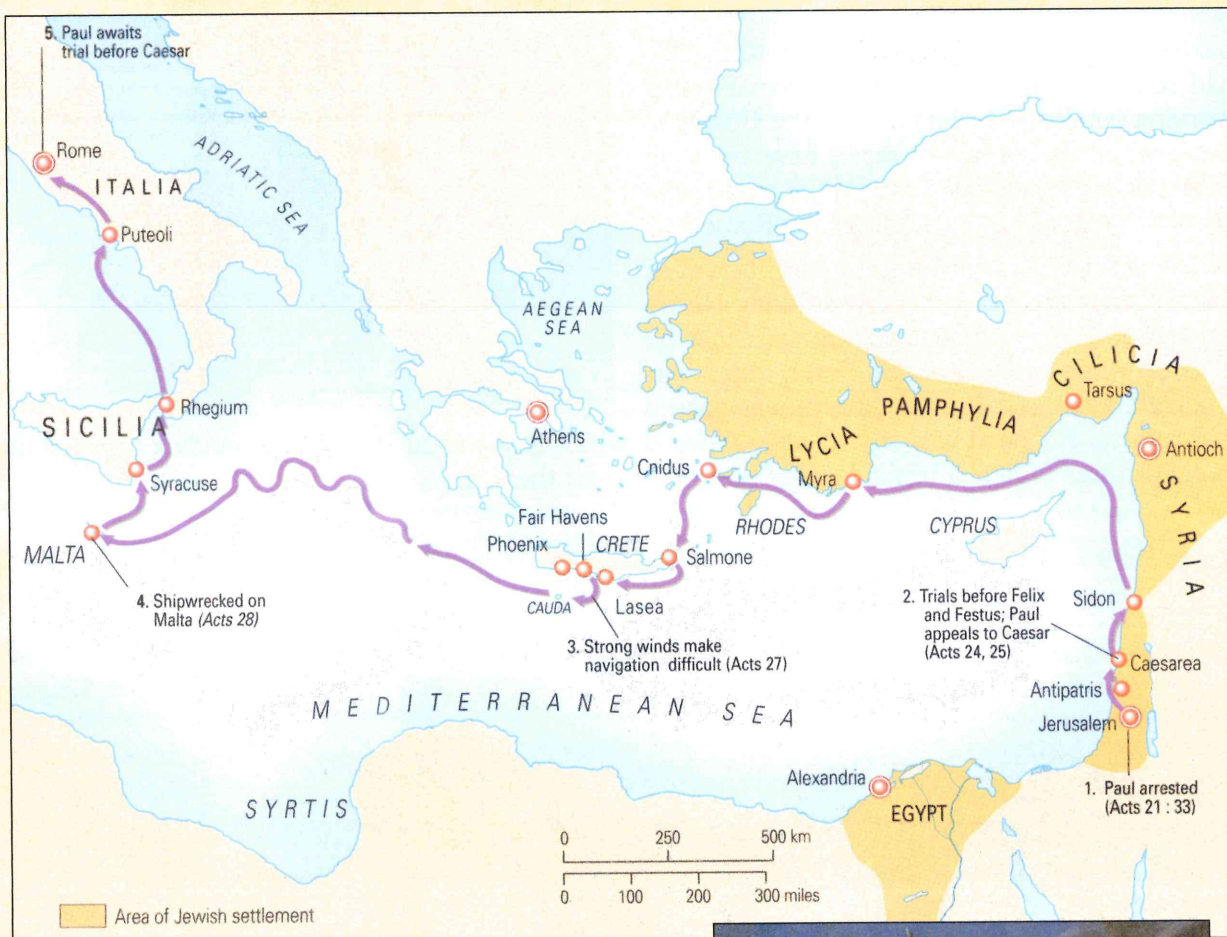 5. Paul awaits
trial before Caesar
Rome
ITALIA
ADRIATIC SEA
Puteoli
AEGEAN
SEA
Rhegium
SICILIA
Syracuse
MALTA
4. Shipwrecked on
Malta (Acts 28)
Athens
Cnidus
LYCIA
PAMPHYLIA
CILICIA
Tarsus
Antioch
SYRIA
Myra
RHODES
CYPRUS
Fair Havens
Phoenix
CRETE
Salmone
CAUDA
Lasea
3. Strong winds make
navigation difficult (Acts 27)
2. Trials before Felix
and Festus; Paul
appeals to Caesar
(Acts 24, 25)
Sidon
Caesarea
Antipatris
Jerusalem
1. Paul arrested
(Acts 21 : 33)
MEDITERRANEAN SEA
SYRTIS
Alexandria
EGYPT
0 250 500 km
0 100 200 300 miles
Area of Jewish settlement